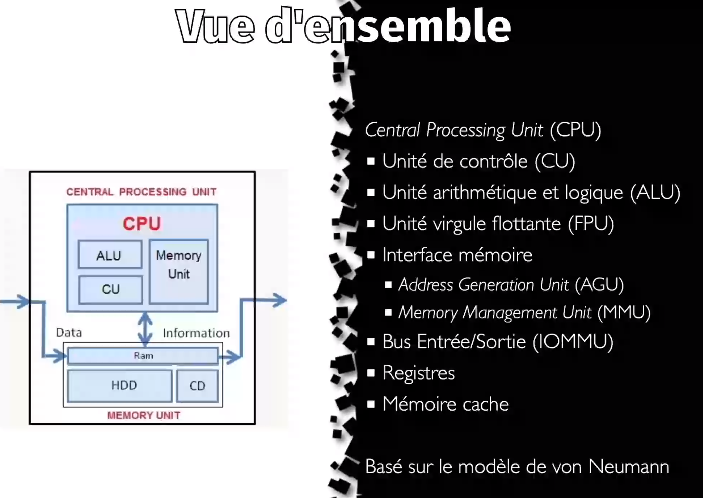 Vue d'ensemble
CENTRAL PROCESSING UNIT
CPU
ALU
CU
Memory
Unit
Data
Information
Ram
HDD
CD
MEMORY UNIT
Central Processing Unit (CPU)
▪ Unité de contrôle (CU)
▪ Unité arithmétique et logique (ALU)
▪ Unité virgule flottante (FPU)
▪ Interface mémoire
▪ Address Generation Unit (AGU)
▪ Memory Management Unit (MMU)
▪ Bus Entrée/Sortie (IOMMU)
▪ Registres
▪ Mémoire cache
Basé sur le modèle de von Neumann